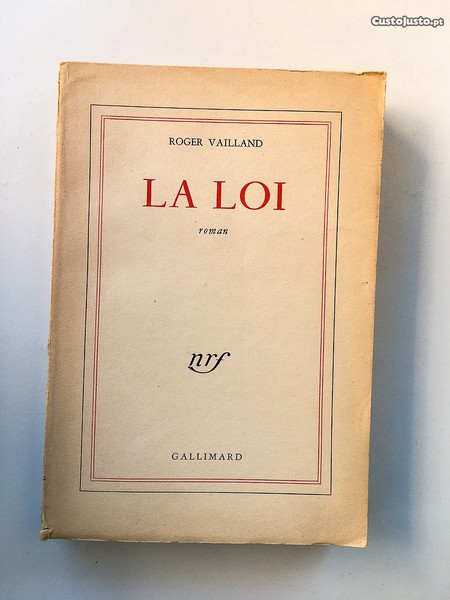 CustoJusto.pt
ROGER VAILLAND
LA LOI
roman
nrf
GALLIMARD